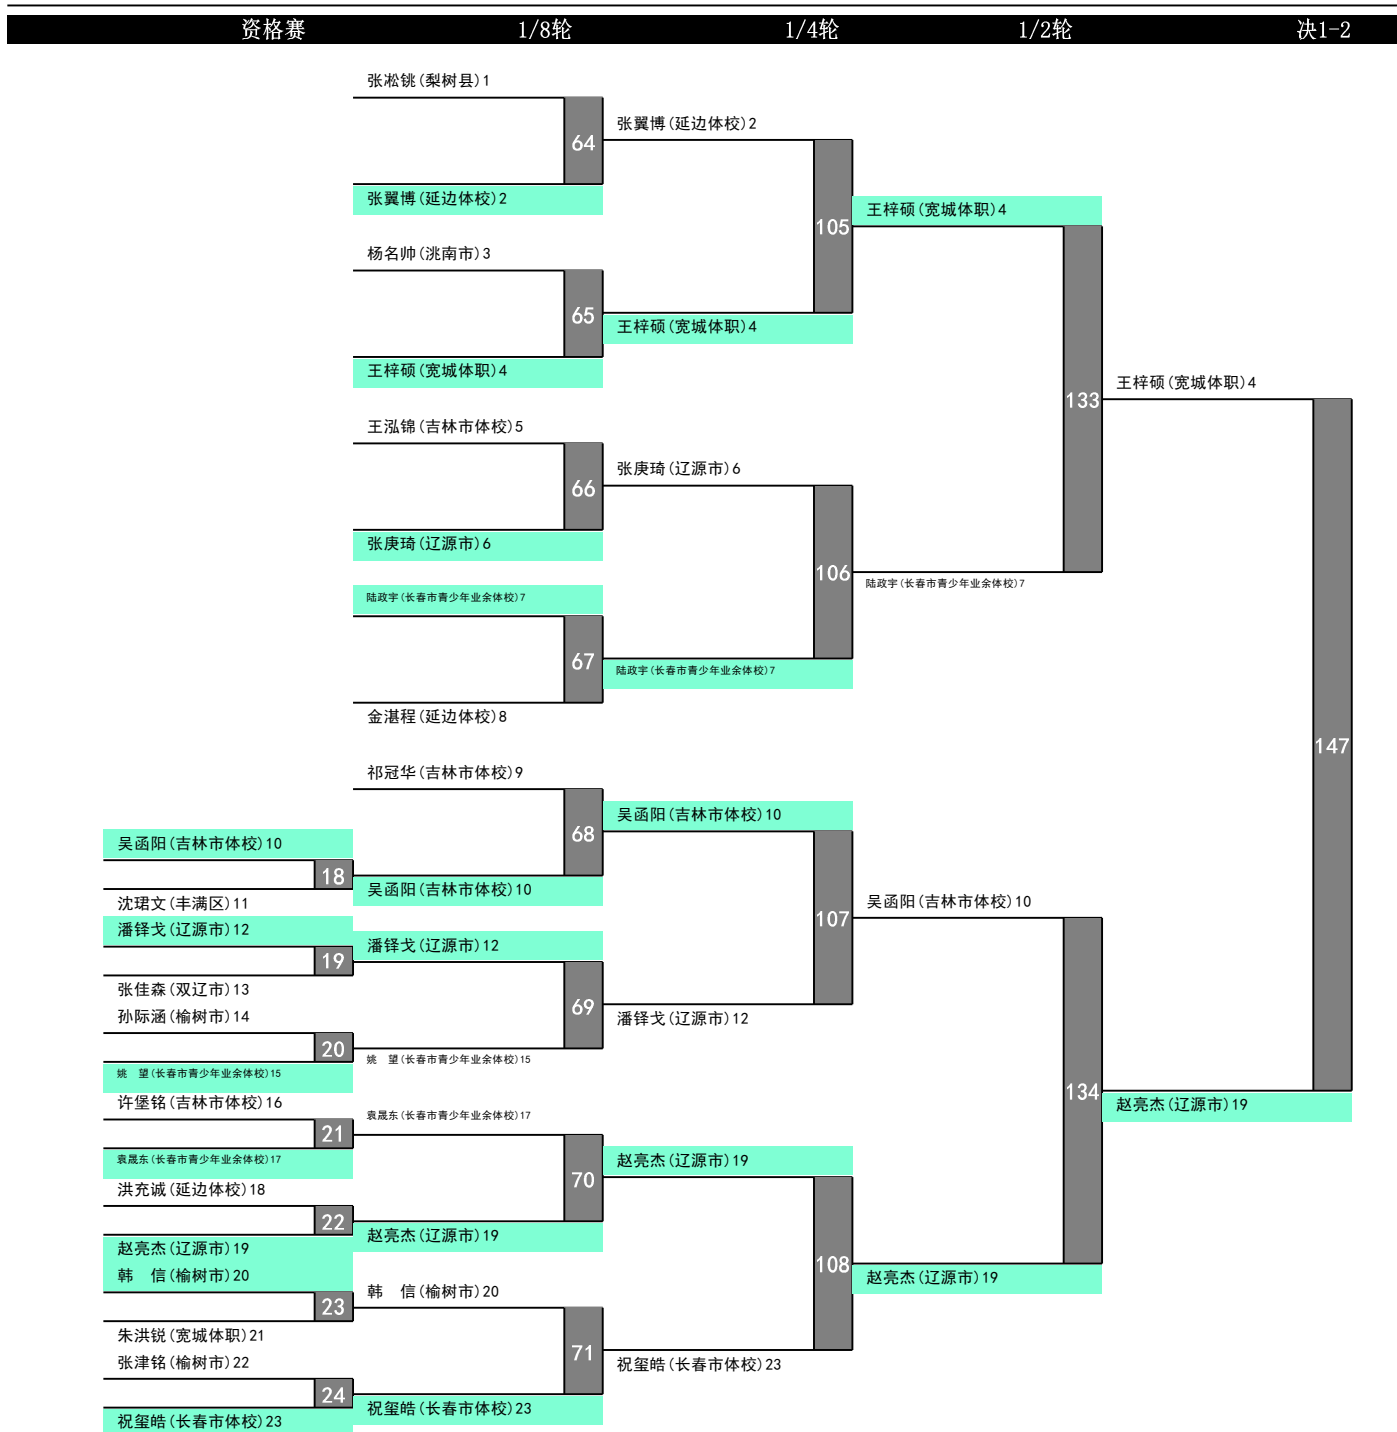 资格赛 1/8轮 1/4轮 1/2轮 决1-2
张凇铫(梨树县)1
64
张翼博(延边体校)2
张翼博(延边体校)2
105
王梓硕(宽城体职)4
杨名帅(洮南市)3
65
王梓硕(宽城体职)4
王梓硕(宽城体职)4
133
王梓硕(宽城体职)4
王泓锦(吉林市体校)5
66
张庚琦(辽源市)6
张庚琦(辽源市)6
106
陆政宇(长春市青少年业余体校)7
陆政宇(长春市青少年业余体校)7
67
陆政宇(长春市青少年业余体校)7
金湛程(延边体校)8
147
祁冠华(吉林市体校)9
68
吴函阳(吉林市体校)10
吴函阳(吉林市体校)10
18
吴函阳(吉林市体校)10
沈珺文(丰满区)11
107
吴函阳(吉林市体校)10
潘铎戈(辽源市)12
19
潘铎戈(辽源市)12
张佳森(双辽市)13
69
潘铎戈(辽源市)12
孙际涵(榆树市)14
20
姚 望(长春市青少年业余体校)15
姚 望(长春市青少年业余体校)15
134
赵亮杰(辽源市)19
许堡铭(吉林市体校)16
21
袁晟东(长春市青少年业余体校)17
袁晟东(长春市青少年业余体校)17
70
赵亮杰(辽源市)19
洪充诚(延边体校)18
22
赵亮杰(辽源市)19
赵亮杰(辽源市)19
108
赵亮杰(辽源市)19
韩 信(榆树市)20
23
韩 信(榆树市)20
朱洪锐(宽城体职)21
71
祝玺皓(长春市体校)23
张津铭(榆树市)22
24
祝玺皓(长春市体校)23
祝玺皓(长春市体校)23